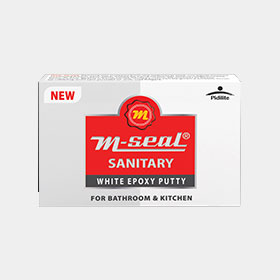 NEW
Pidilite
m
m-seal®
SANITARY
WHITE EPOXY PUTTY
FOR BATHROOM & KITCHEN